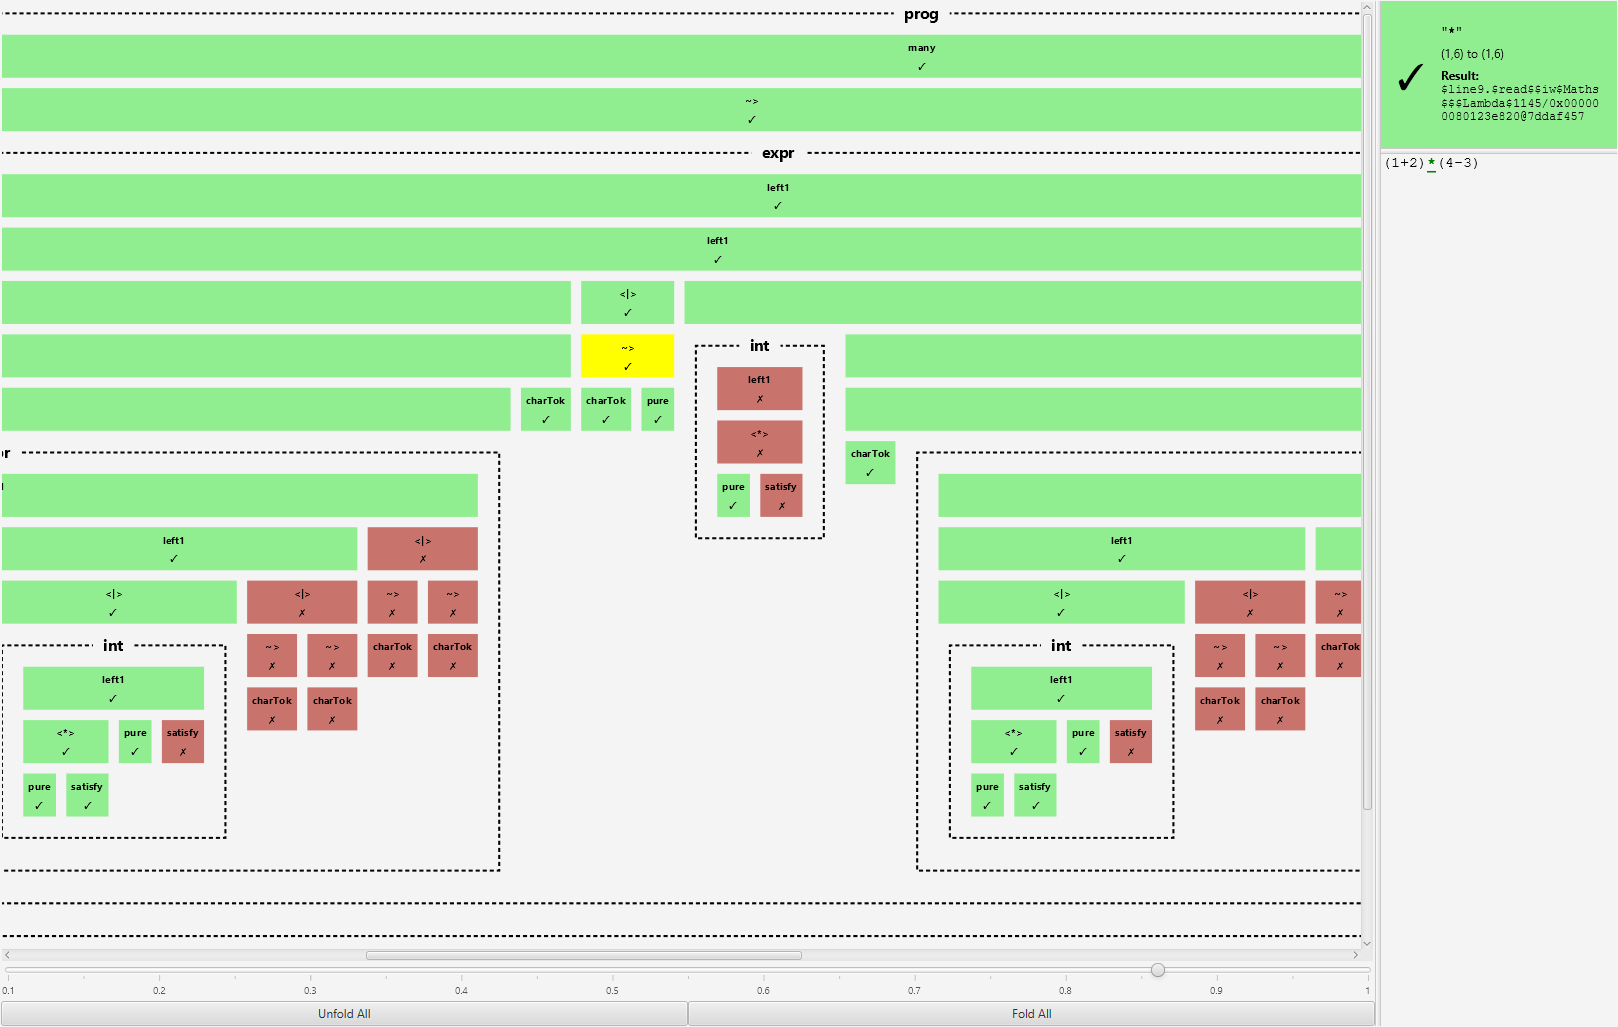 prog
many
✓
~>
✓
expr
left1
✓
left1
✓
<|>
✓
~>
✓
int
left1
✗
<*>
✗
pure
✓
satisfy
✗
charTok
✓
charTok
✓
pure
✓
charTok
✓
left1
✓
<|>
✗
<|>
✓
<|>
✗
~>
✗
~>
✗
int
left1
✓
<*>
✓
pure
✓
satisfy
✗
pure
✓
satisfy
✓
~>
✗
~>
✗
charTok
✗
charTok
✗
charTok
✗
charTok
✗
left1
✓
<|>
✓
<|>
✗
~>
✗
int
left1
✓
<*>
✓
pure
✓
satisfy
✗
pure
✓
satisfy
✓
~>
✗
~>
✗
charTok
✗
charTok
✗
charTok
✗
0.1 0.2 0.3 0.4 0.5 0.6 0.7 0.8 0.9 1
Unfold All
Fold All
✓
"*"
(1,6) to (1,6)
Result:
$line9.$read$$iw$Maths
$$$Lambda$1145/0x00000
0080123e820@7ddaf457
(1+2)*(4-3)